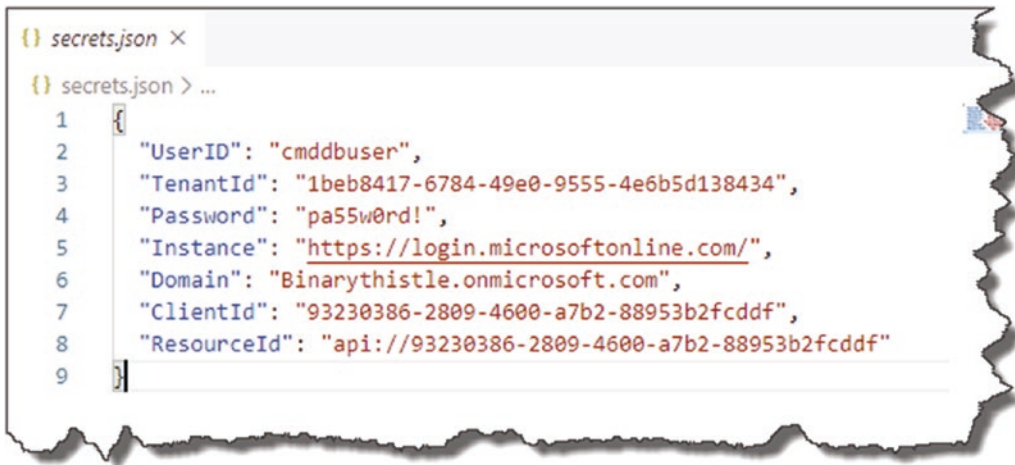 {} secrets.json ×
{} secrets.json > ...
1 {
2 "UserID": "cmddbuser",
3 "TenantId": "1beb8417-6784-49e0-9555-4e6b5d138434",
4 "Password": "pa55w0rd!",
5 "Instance": "https://login.microsoftonline.com/",
6 "Domain": "Binarythistle.onmicrosoft.com",
7 "ClientId": "93230386-2809-4600-a7b2-88953b2fcddf",
8 "ResourceId": "api://93230386-2809-4600-a7b2-88953b2fcddf"
9 }